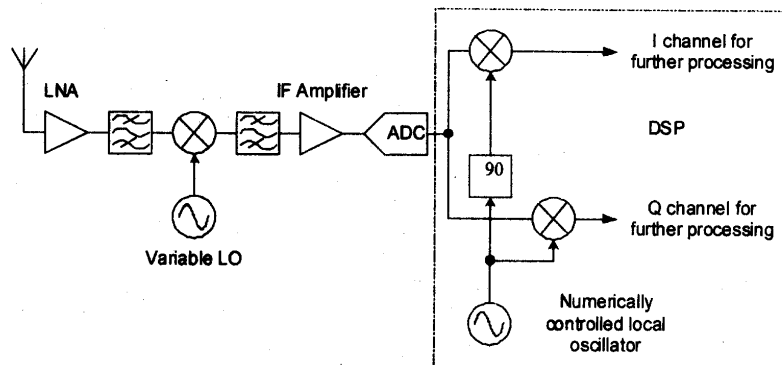 LNA
IF Amplifier
ADC
90
I channel for
further processing
DSP
Q channel for
further processing
Variable LO
Numerically
controlled local
oscillator